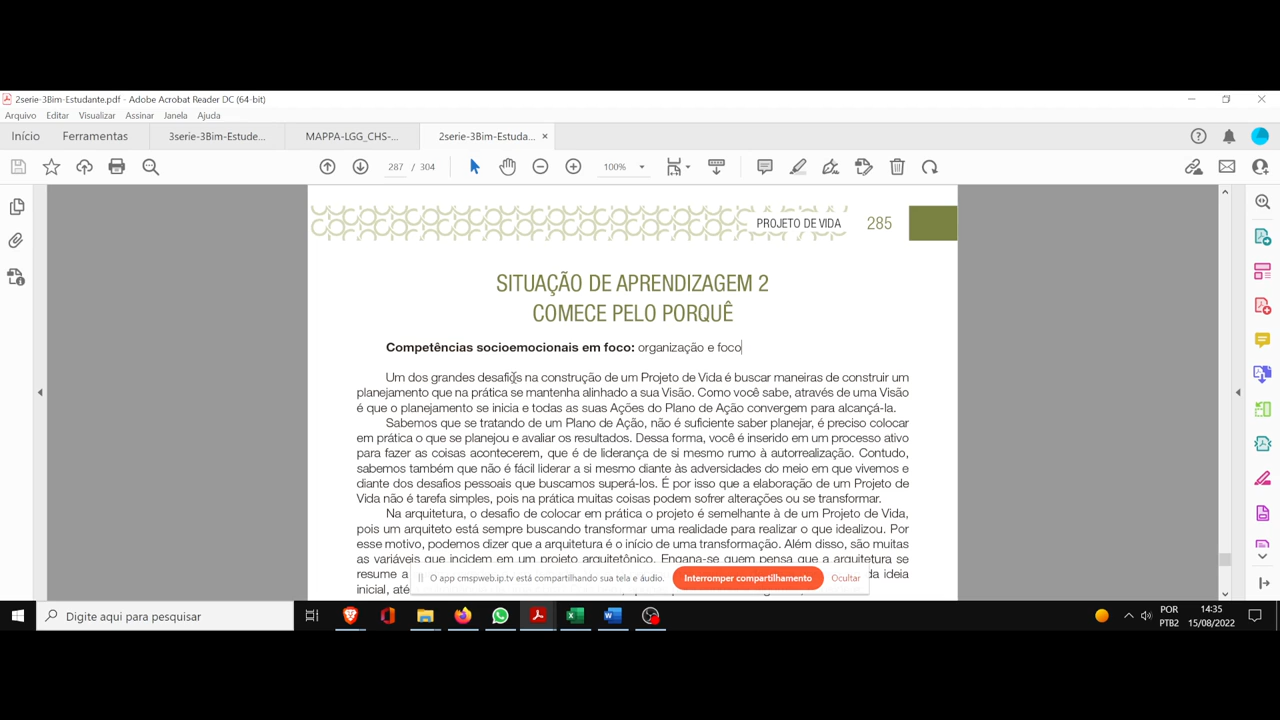 2serie-3Bim-Estudante.pdf - Adobe Acrobat Reader DC (64-bit)
Arquivo Editar Visualizar Assinar Janela Ajuda
Início Ferramentas 3serie-3Bim-Estude... MAPPA-LGG_CHS-... 2serie-3Bim-Estuda... ×
287 / 304 100%
PROJETO DE VIDA 285
SITUAÇÃO DE APRENDIZAGEM 2
COMECE PELO PORQUÊ
Competências socioemocionais em foco: organização e foco
Um dos grandes desafios na construção de um Projeto de Vida é buscar maneiras de construir um
planejamento que na prática se mantenha alinhado a sua Visão. Como você sabe, através de uma Visão
é que o planejamento se inicia e todas as suas Ações do Plano de Ação convergem para alcançá-la.
Sabemos que se tratando de um Plano de Ação, não é suficiente saber planejar, é preciso colocar
em prática o que se planejou e avaliar os resultados. Dessa forma, você é inserido em um processo ativo
para fazer as coisas acontecerem, que é de liderança de si mesmo rumo à autorrealização. Contudo,
sabemos também que não é fácil liderar a si mesmo diante às adversidades do meio em que vivemos e
diante dos desafios pessoais que buscamos superá-los. É por isso que a elaboração de um Projeto de
Vida não é tarefa simples, pois na prática muitas coisas podem sofrer alterações ou se transformar.
Na arquitetura, o desafio de colocar em prática o projeto é semelhante à de um Projeto de Vida,
pois um arquiteto está sempre buscando transformar uma realidade para realizar o que idealizou. Por
esse motivo, podemos dizer que a arquitetura é o início de uma transformação. Além disso, são muitas
as variáveis que incidem em um projeto arquitetônico. Engana-se quem pensa que a arquitetura se
resume a da ideia
inicial, até
O app cmspweb.ip.tv está compartilhando sua tela e áudio. Interromper compartilhamento Ocultar
Digite aqui para pesquisar
POR 14:35
PTB2 15/08/2022